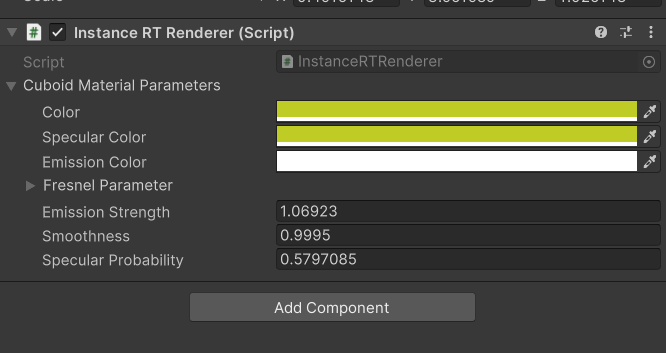 Instance RT Renderer (Script)
Script
InstanceRTRenderer
Cuboid Material Parameters
Color
Specular Color
Emission Color
Fresnel Parameter
Emission Strength 1.06923
Smoothness 0.9995
Specular Probability 0.5797085
Add Component